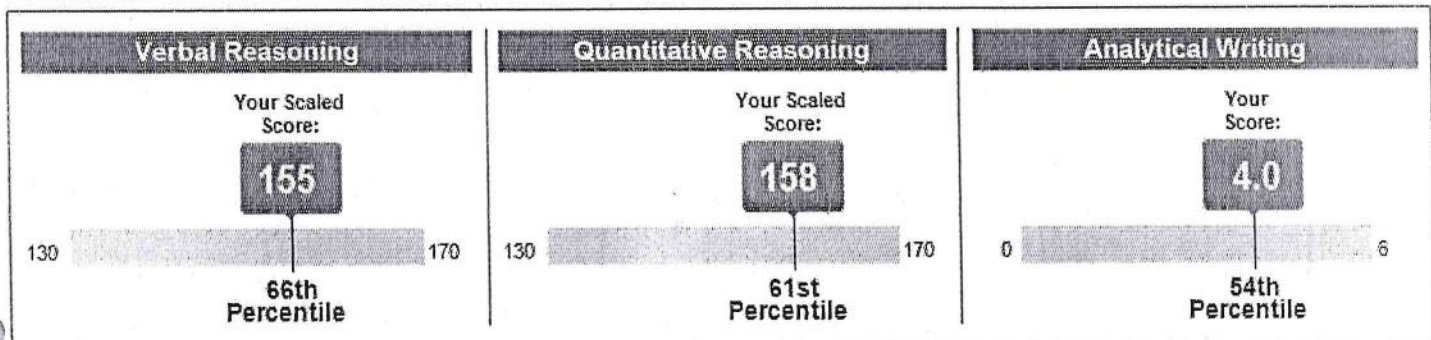 Verbal Reasoning
Your Scaled
Score:
155
130
170
66th
Percentile
Quantitative Reasoning
Your Scaled
Score:
158
130
170
61st
Percentile
Analytical Writing
Your
Score:
4.0
0
6
54th
Percentile